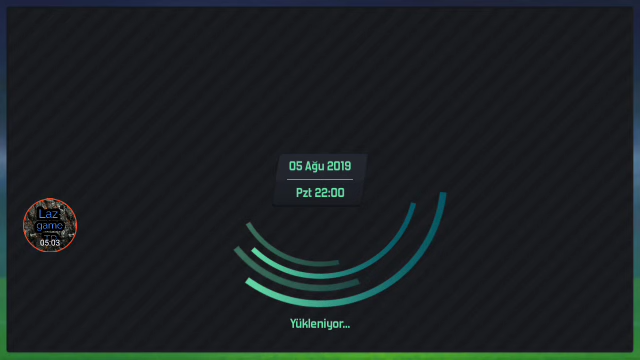 05 Ağu 2019
Pzt 22:00
Laz
game
05:03
Yükleniyor...